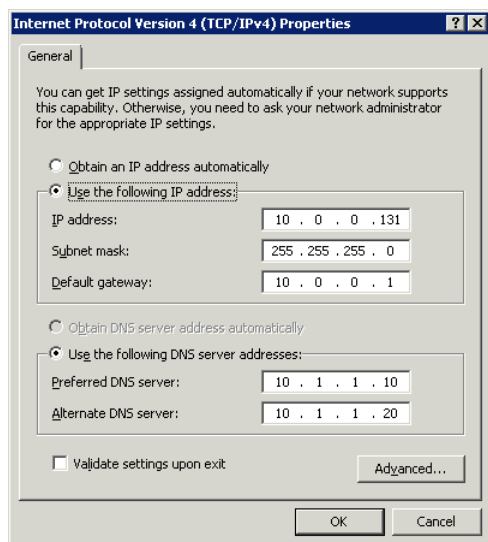 Internet Protocol Version 4 (TCP/IPv4) Properties
General
You can get IP settings assigned automatically if your network supports
this capability. Otherwise, you need to ask your network administrator
for the appropriate IP settings.
Obtain an IP address automatically
Use the following IP address:
IP address: 10 . 0 . 0 . 131
Subnet mask: 255 . 255 . 255 . 0
Default gateway: 10 . 0 . 0 . 1
Obtain DNS server address automatically
Use the following DNS server addresses:
Preferred DNS server: 10 . 1 . 1 . 10
Alternate DNS server: 10 . 1 . 1 . 20
Validate settings upon exit
Advanced...
OK Cancel